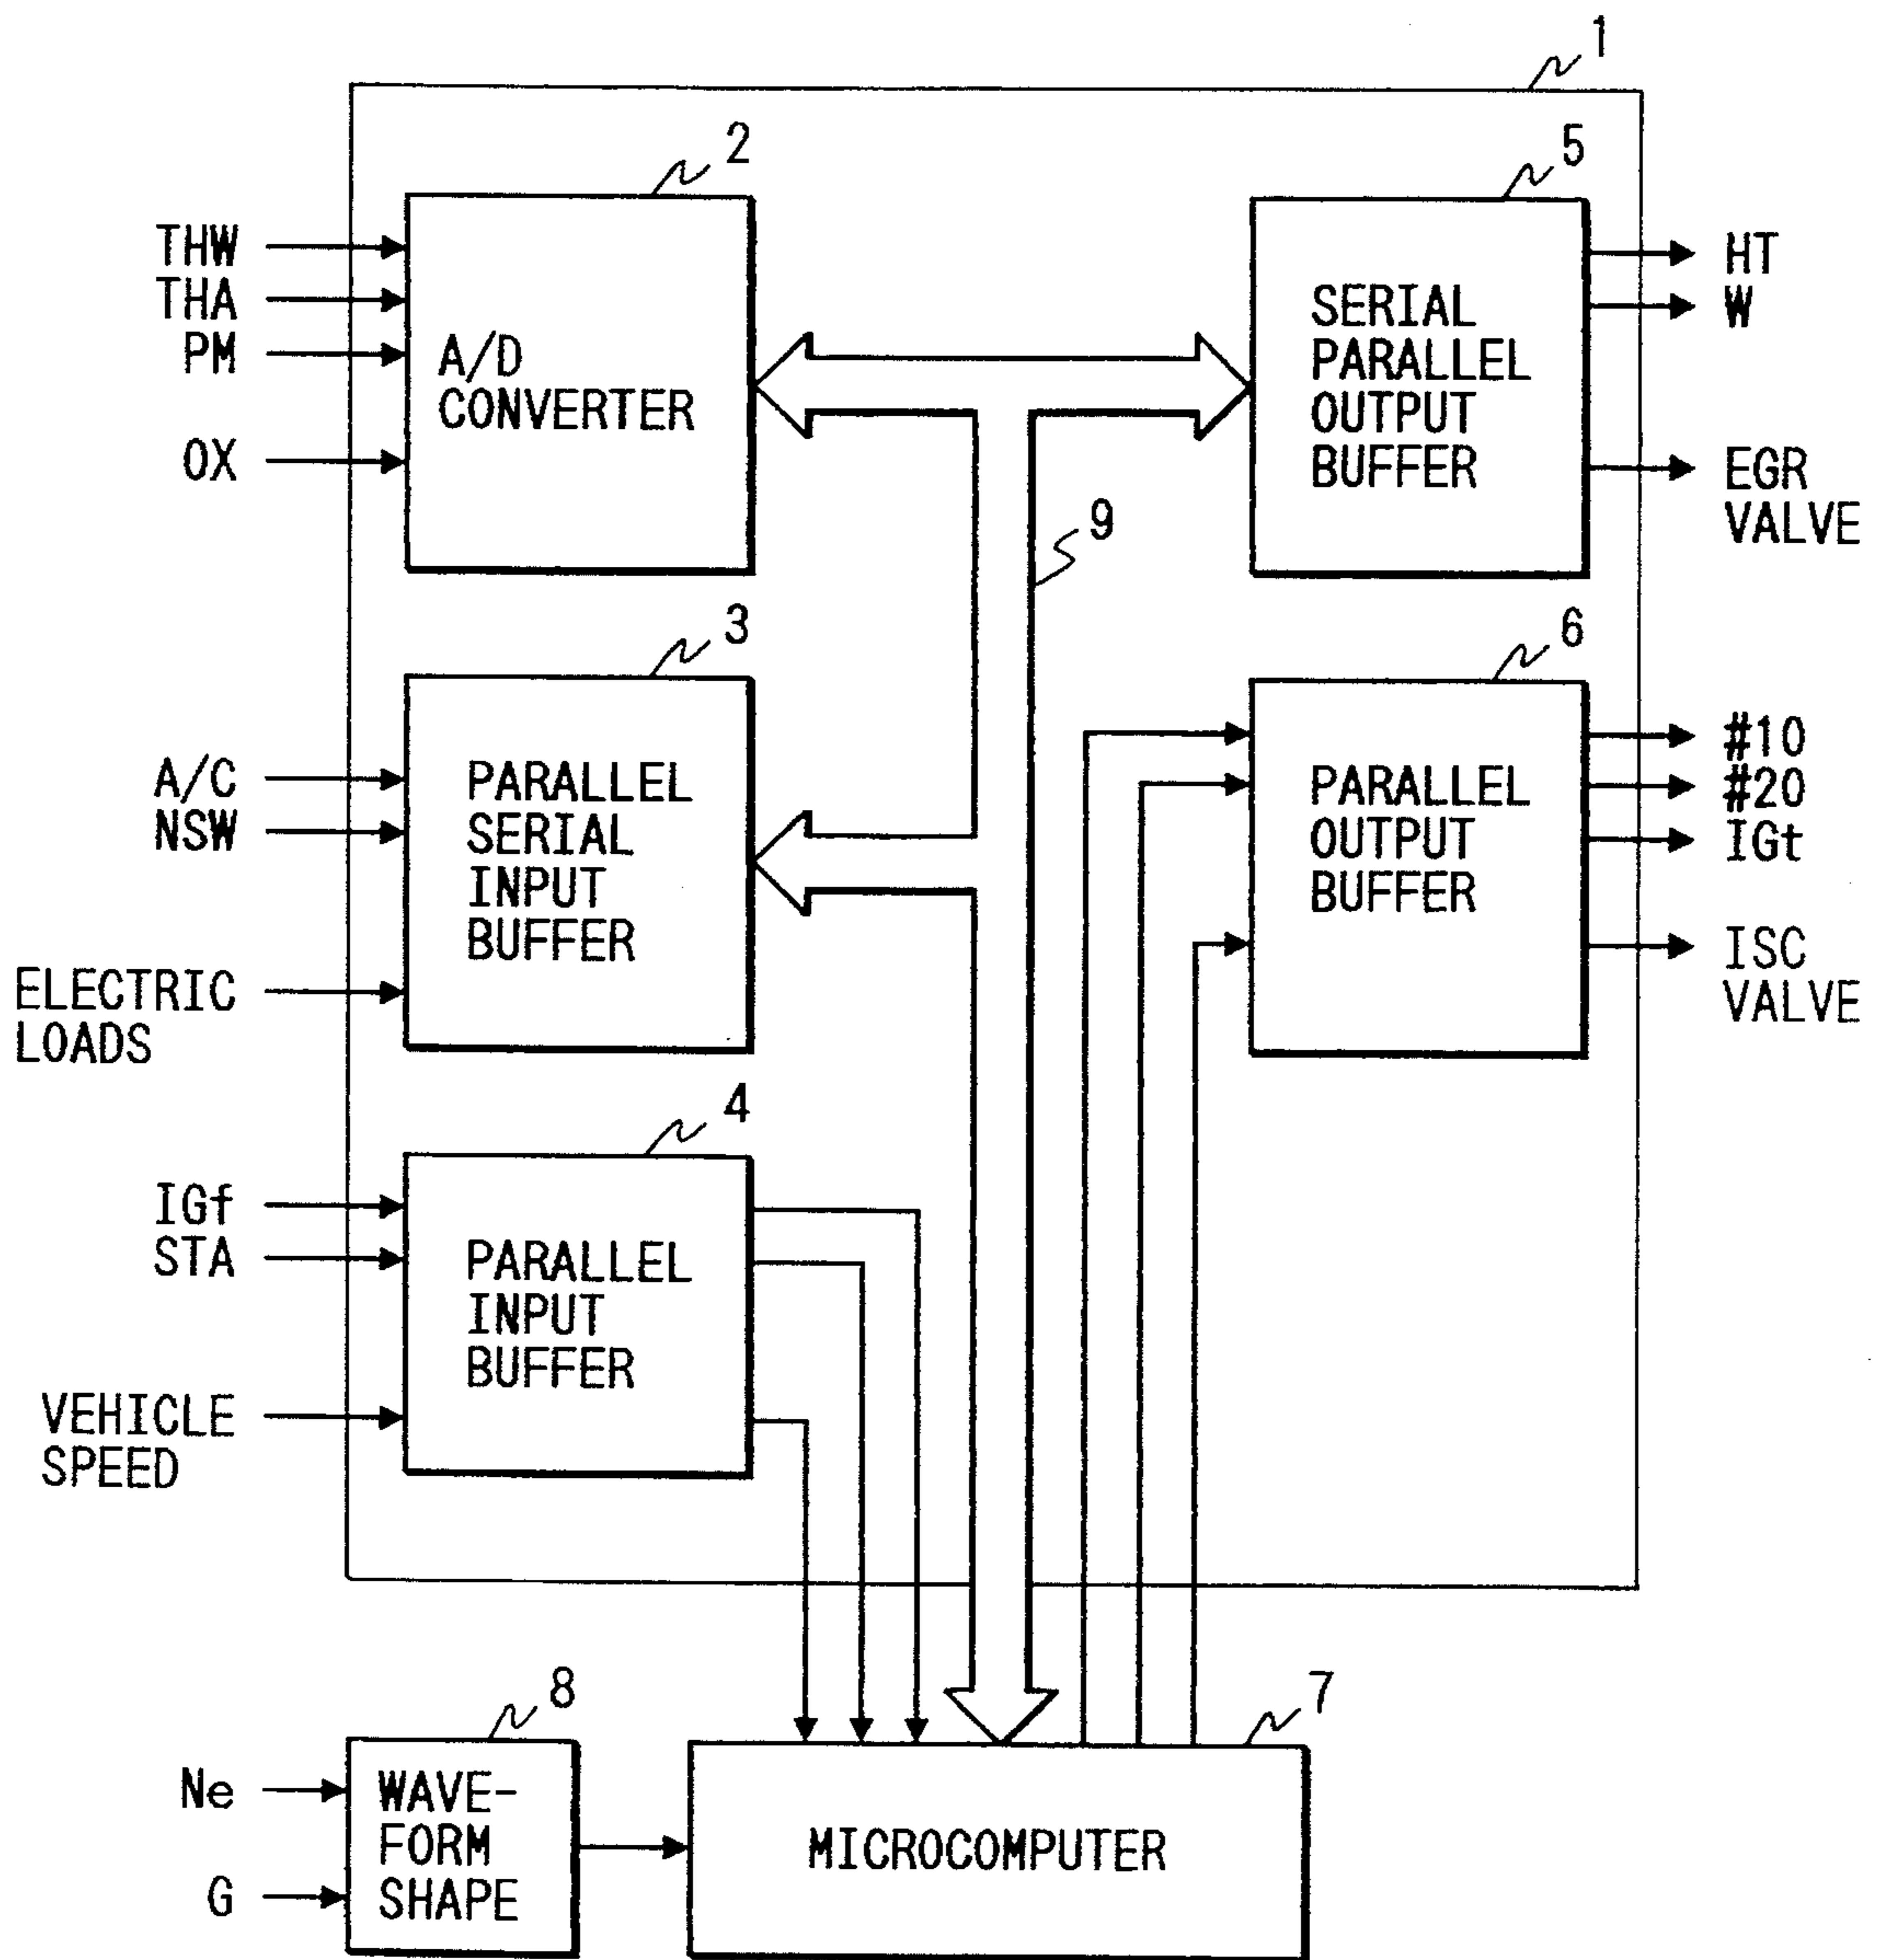 1
2
THW
THA
PM
OX
A/D
CONVERTER
5
SERIAL
PARALLEL
OUTPUT
BUFFER
HT
W
EGR
VALVE
9
3
A/C
NSW
ELECTRIC
LOADS
PARALLEL
SERIAL
INPUT
BUFFER
6
PARALLEL
OUTPUT
BUFFER
#10
#20
IGt
ISC
VALVE
4
IGf
STA
VEHICLE
SPEED
PARALLEL
INPUT
BUFFER
8
Ne
G
WAVE-
FORM
SHAPE
7
MICROCOMPUTER